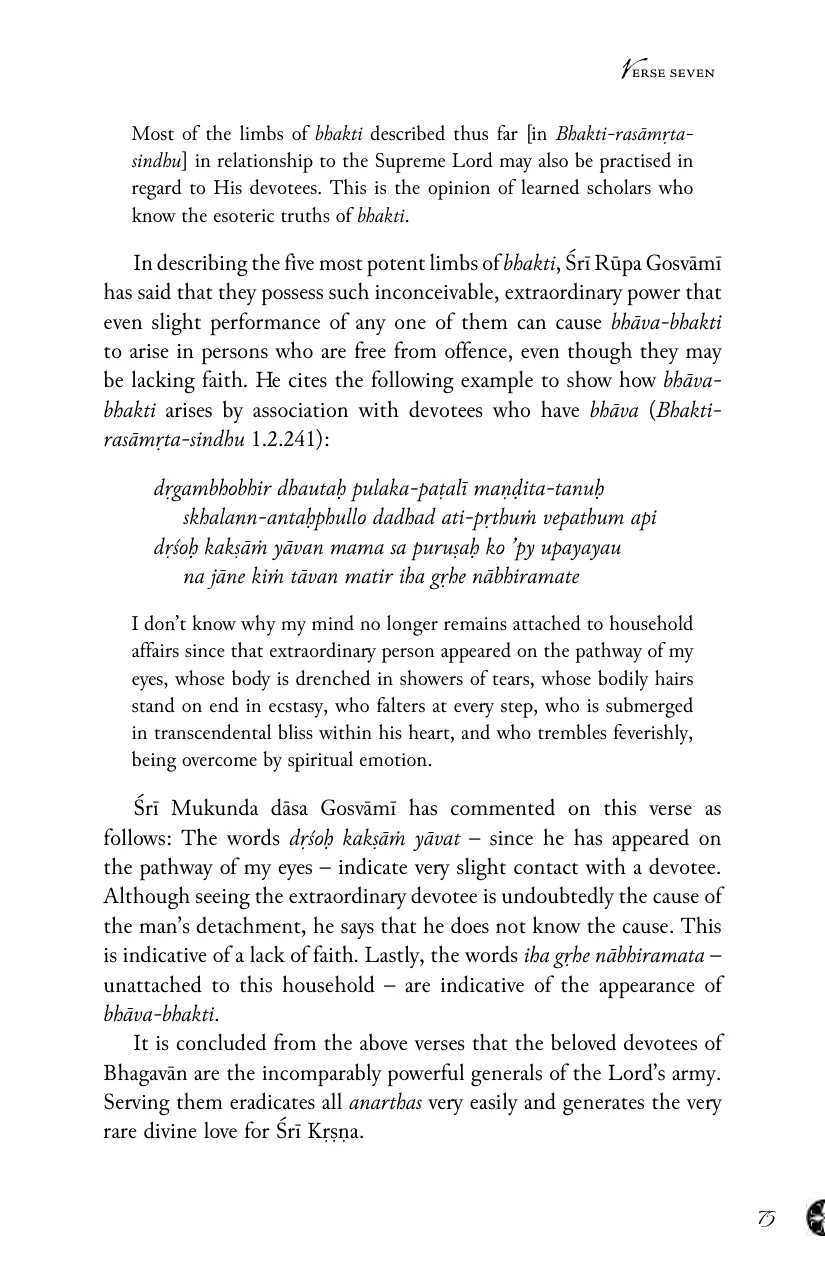 VERSE SEVEN
Most of the limbs of bhakti described thus far [in Bhakti-rasāmṛta-
sindhu] in relationship to the Supreme Lord may also be practised in
regard to His devotees. This is the opinion of learned scholars who
know the esoteric truths of bhakti.
In describing the five most potent limbs of bhakti, Śrī Rūpa Gosvāmī
has said that they possess such inconceivable, extraordinary power that
even slight performance of any one of them can cause bhāva-bhakti
to arise in persons who are free from offence, even though they may
be lacking faith. He cites the following example to show how bhāva-
bhakti arises by association with devotees who have bhāva (Bhakti-
rasāmṛta-sindhu 1.2.241):
dṛgambhobhir dhautaḥ pulaka-paṭalī maṇḍita-tanuḥ
skhalann-antaḥphullo dadhad ati-pṛthuṁ vepathum api
dṛśoḥ kakṣāṁ yāvan mama sa puruṣaḥ ko ’py upayayau
na jāne kiṁ tāvan matir iha gṛhe nābhiramate
I don’t know why my mind no longer remains attached to household
affairs since that extraordinary person appeared on the pathway of my
eyes, whose body is drenched in showers of tears, whose bodily hairs
stand on end in ecstasy, who falters at every step, who is submerged
in transcendental bliss within his heart, and who trembles feverishly,
being overcome by spiritual emotion.
Śrī Mukunda dāsa Gosvāmī has commented on this verse as
follows: The words dṛśoḥ kakṣāṁ yāvat – since he has appeared on
the pathway of my eyes – indicate very slight contact with a devotee.
Although seeing the extraordinary devotee is undoubtedly the cause of
the man’s detachment, he says that he does not know the cause. This
is indicative of a lack of faith. Lastly, the words iha gṛhe nābhiramata –
unattached to this household – are indicative of the appearance of
bhāva-bhakti.
It is concluded from the above verses that the beloved devotees of
Bhagavān are the incomparably powerful generals of the Lord’s army.
Serving them eradicates all anarthas very easily and generates the very
rare divine love for Śrī Kṛṣṇa.
75